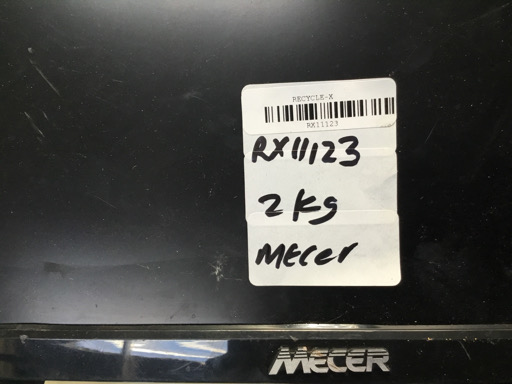 RECYCLE-X
RX11123
RX11123
2kg
MEcer
MECER